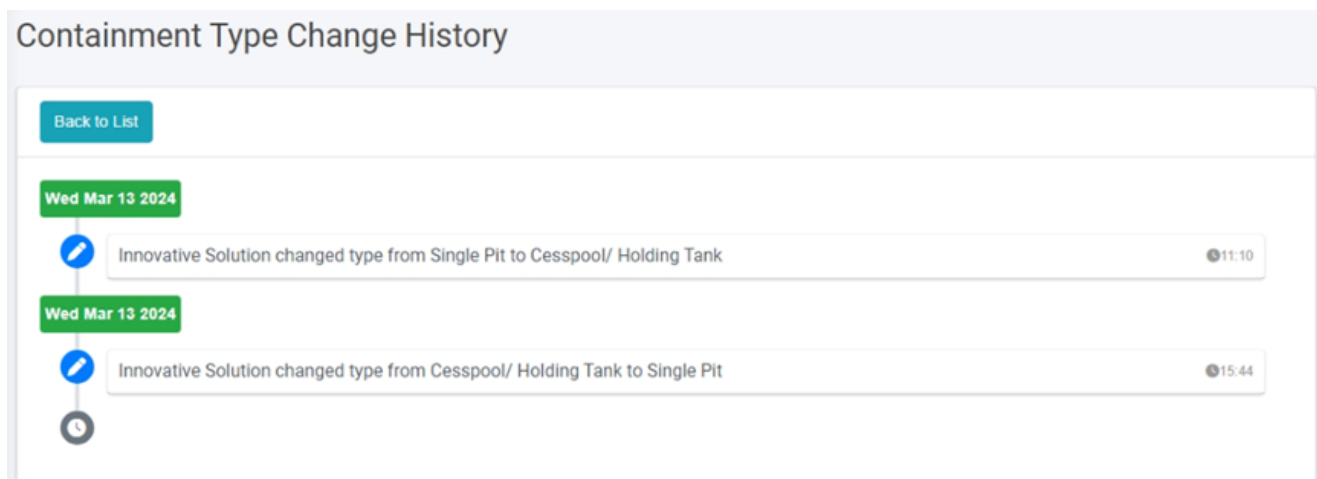 Containment Type Change History
Back to List
Wed Mar 13 2024
Innovative Solution changed type from Single Pit to Cesspool/ Holding Tank 11:10
Wed Mar 13 2024
Innovative Solution changed type from Cesspool/ Holding Tank to Single Pit 15:44